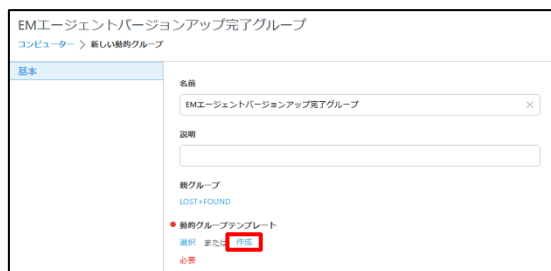 EMエージェントバージョンアップ完了グループ
コンピューター > 新しい動的グループ
基本
名前
EMエージェントバージョンアップ完了グループ
説明
親グループ
LOST+FOUND
動的グループテンプレート
選択 または 作成
必要